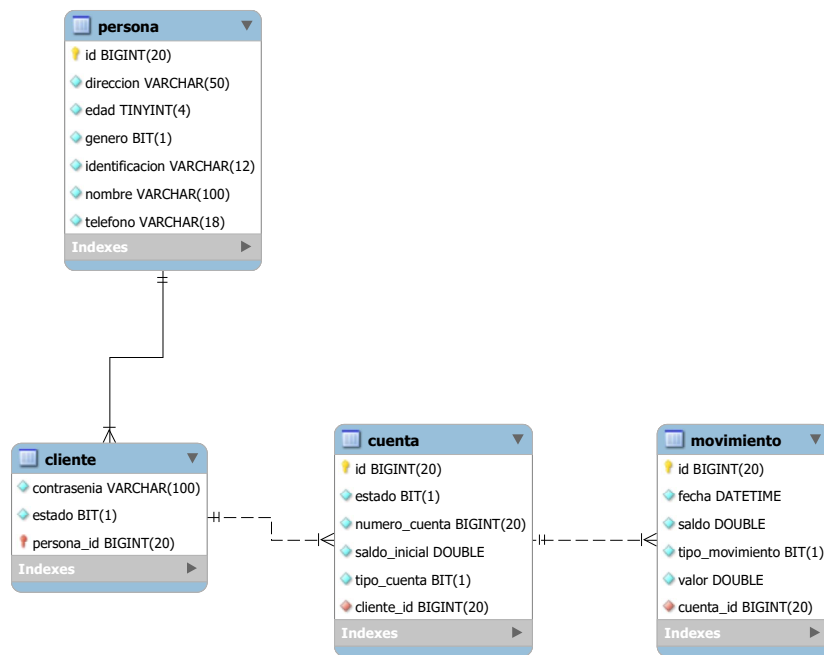 persona
id BIGINT(20)
direccion VARCHAR(50)
edad TINYINT(4)
genero BIT(1)
identificacion VARCHAR(12)
nombre VARCHAR(100)
telefono VARCHAR(18)
Indexes
cliente
contrasenia VARCHAR(100)
estado BIT(1)
persona_id BIGINT(20)
Indexes
cuenta
id BIGINT(20)
estado BIT(1)
numero_cuenta BIGINT(20)
saldo_inicial DOUBLE
tipo_cuenta BIT(1)
cliente_id BIGINT(20)
Indexes
movimiento
id BIGINT(20)
fecha DATETIME
saldo DOUBLE
tipo_movimiento BIT(1)
valor DOUBLE
cuenta_id BIGINT(20)
Indexes